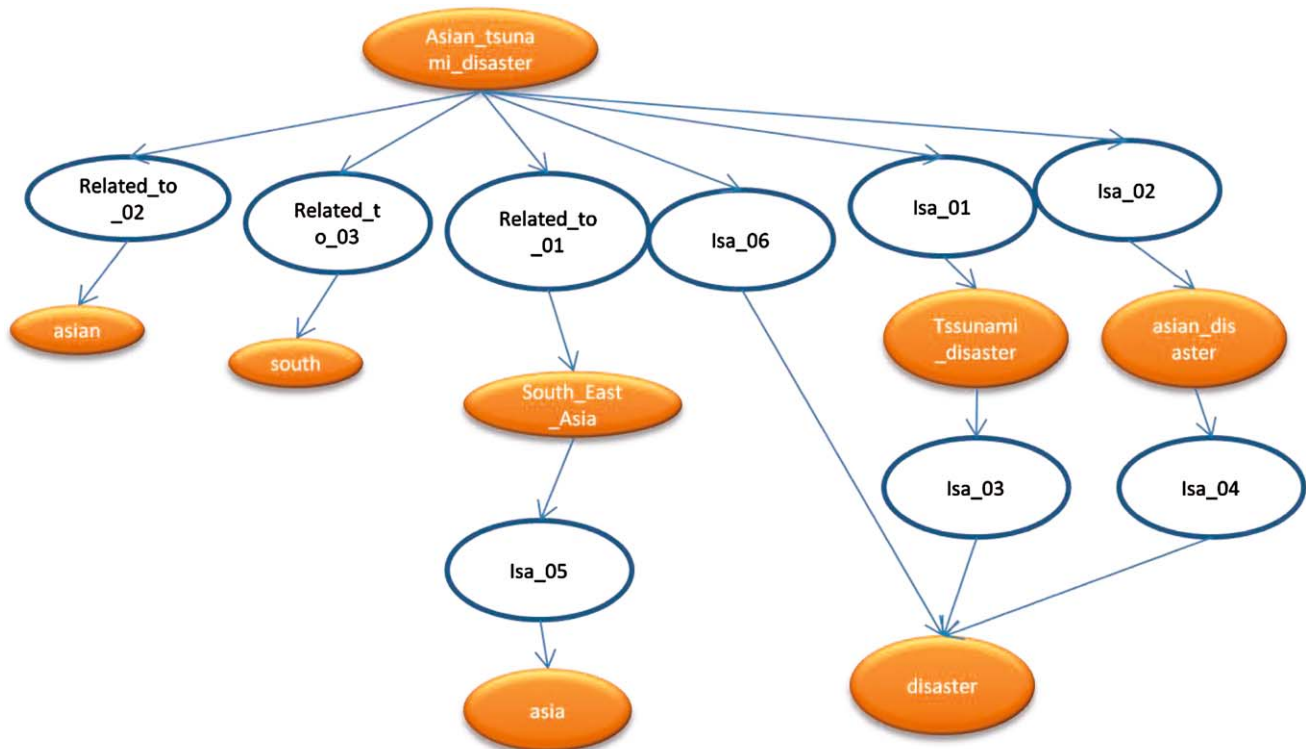 Asian_tsuna
mi_disaster
Related_to
_02
Related_t
o_03
Related_to
_01
Isa_06
Isa_01
Isa_02
asian
south
South_East
_Asia
Tssunami
_disaster
asian_dis
aster
Isa_03
Isa_04
Isa_05
asia
disaster